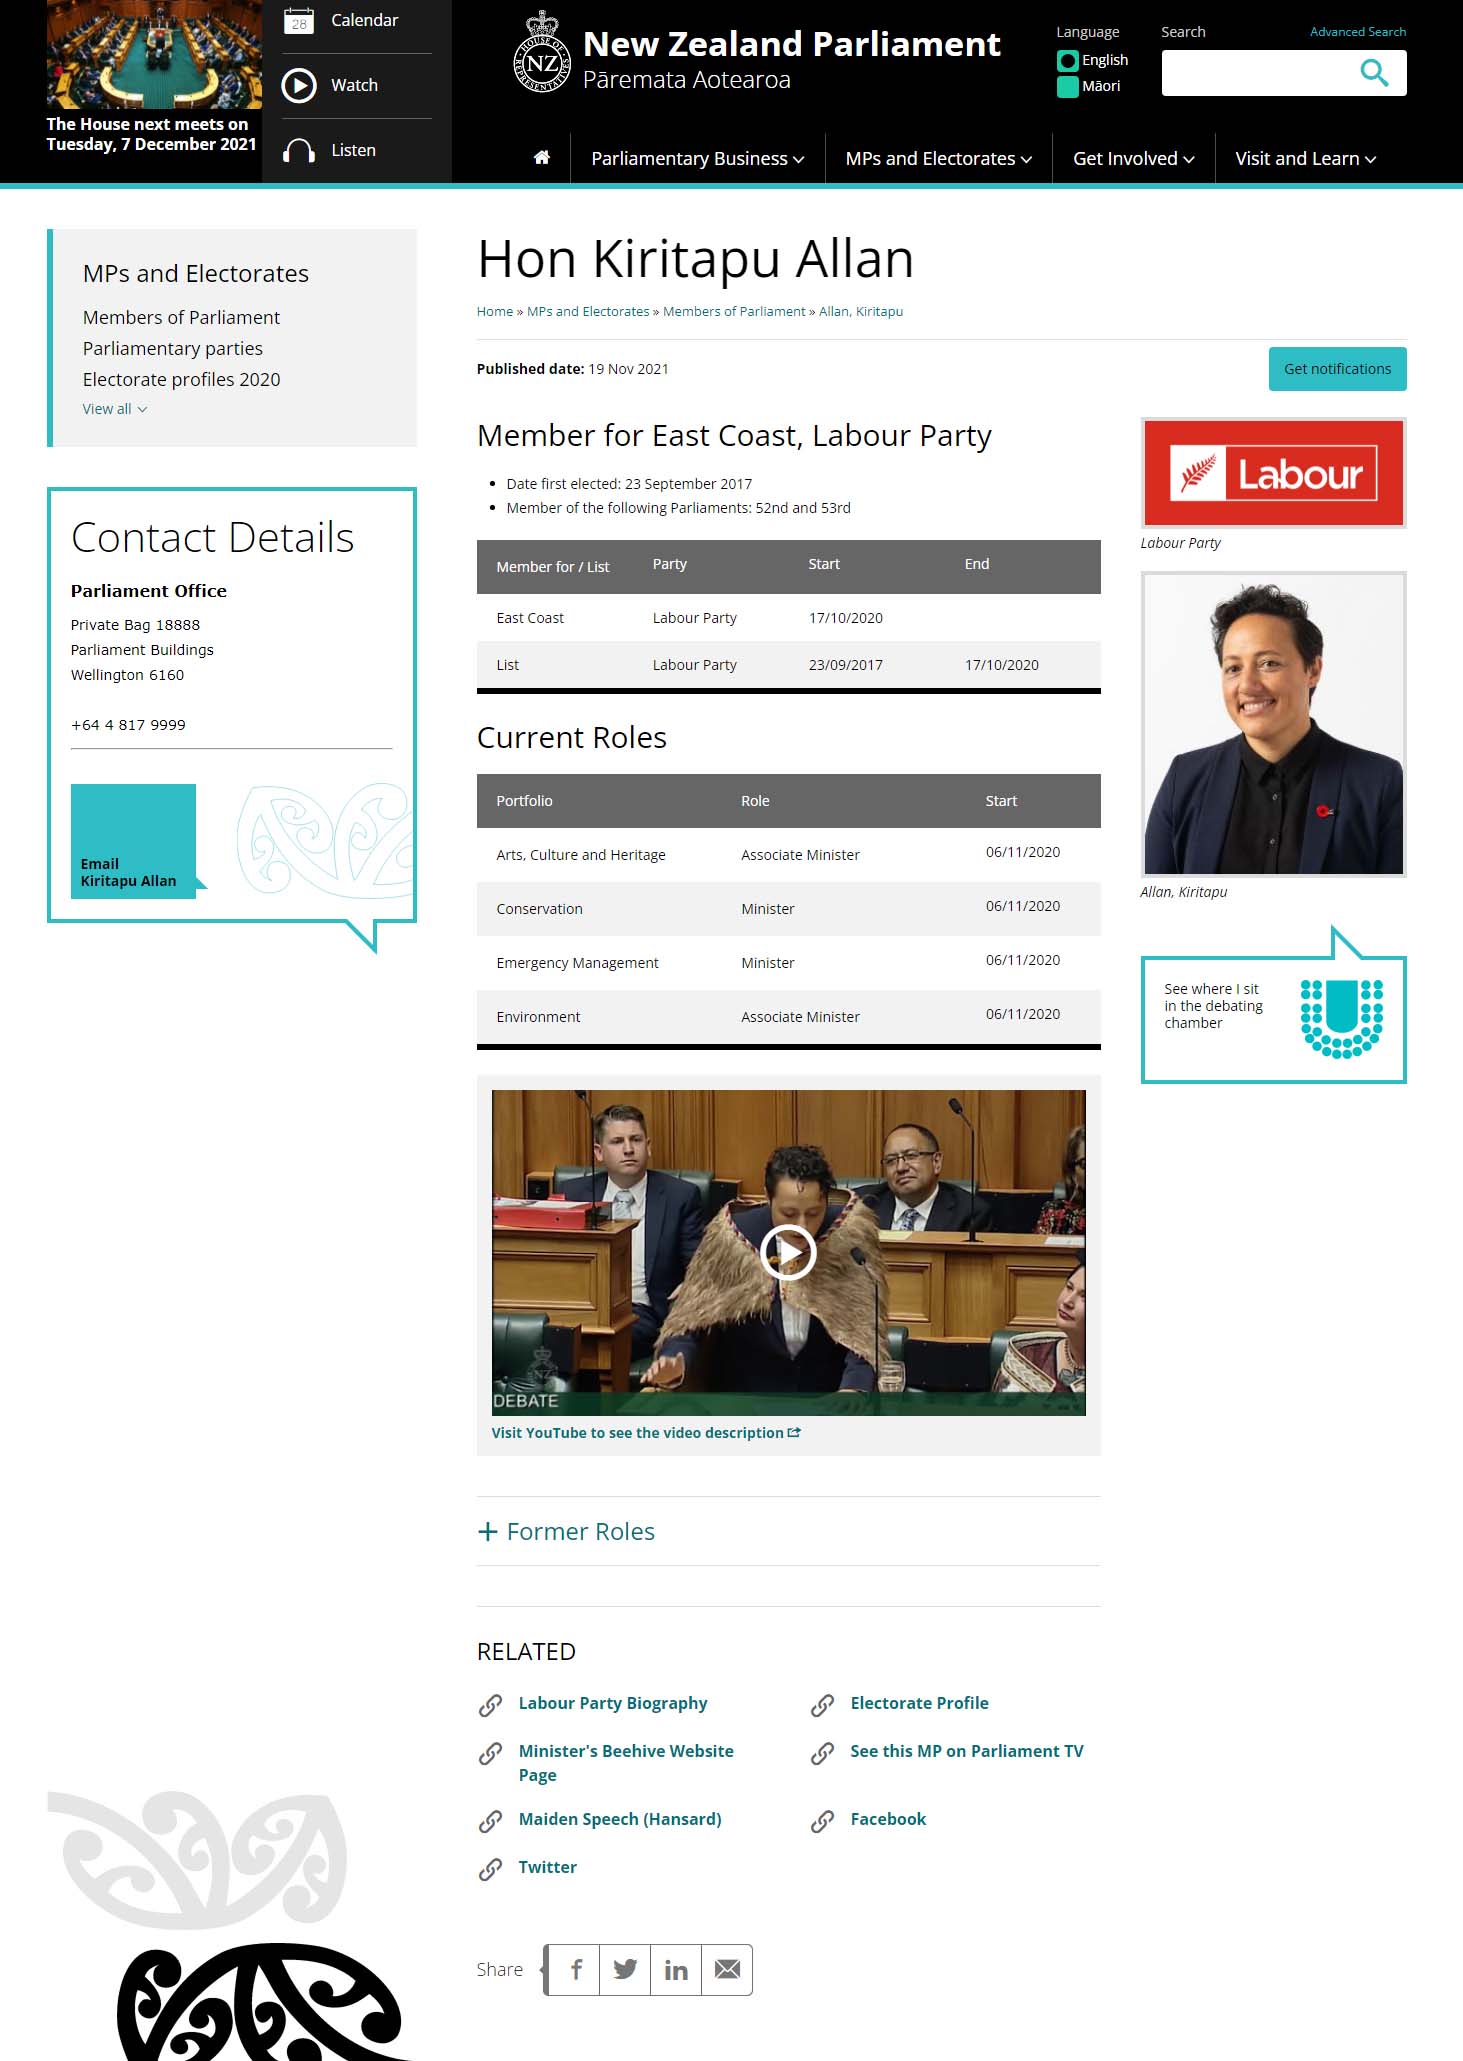 The House next meets on
Tuesday, 7 December 2021
28
Calendar
Watch
Listen
HOUSE OF REPRESENTATIVES
NZ
New Zealand Parliament
Pāremata Aotearoa
Language
English
Māori
Search
Advanced Search
Parliamentary Business
MPs and Electorates
Get Involved
Visit and Learn
MPs and Electorates
Members of Parliament
Parliamentary parties
Electorate profiles 2020
View all
Contact Details
Parliament Office
Private Bag 18888
Parliament Buildings
Wellington 6160
+64 4 817 9999
Email
Kiritapu Allan
Hon Kiritapu Allan
Home » MPs and Electorates » Members of Parliament » Allan, Kiritapu
Published date: 19 Nov 2021
Get notifications
Member for East Coast, Labour Party
• Date first elected: 23 September 2017
• Member of the following Parliaments: 52nd and 53rd
Member for / List Party Start End
East Coast Labour Party 17/10/2020
List Labour Party 23/09/2017 17/10/2020
Current Roles
Portfolio Role Start
Arts, Culture and Heritage Associate Minister 06/11/2020
Conservation Minister 06/11/2020
Emergency Management Minister 06/11/2020
Environment Associate Minister 06/11/2020
NZ
DEBATE
Visit YouTube to see the video description
Former Roles
RELATED
Labour Party Biography
Electorate Profile
Minister's Beehive Website
Page
See this MP on Parliament TV
Maiden Speech (Hansard)
Facebook
Twitter
Share
Labour
Labour Party
Allan, Kiritapu
See where I sit
in the debating
chamber